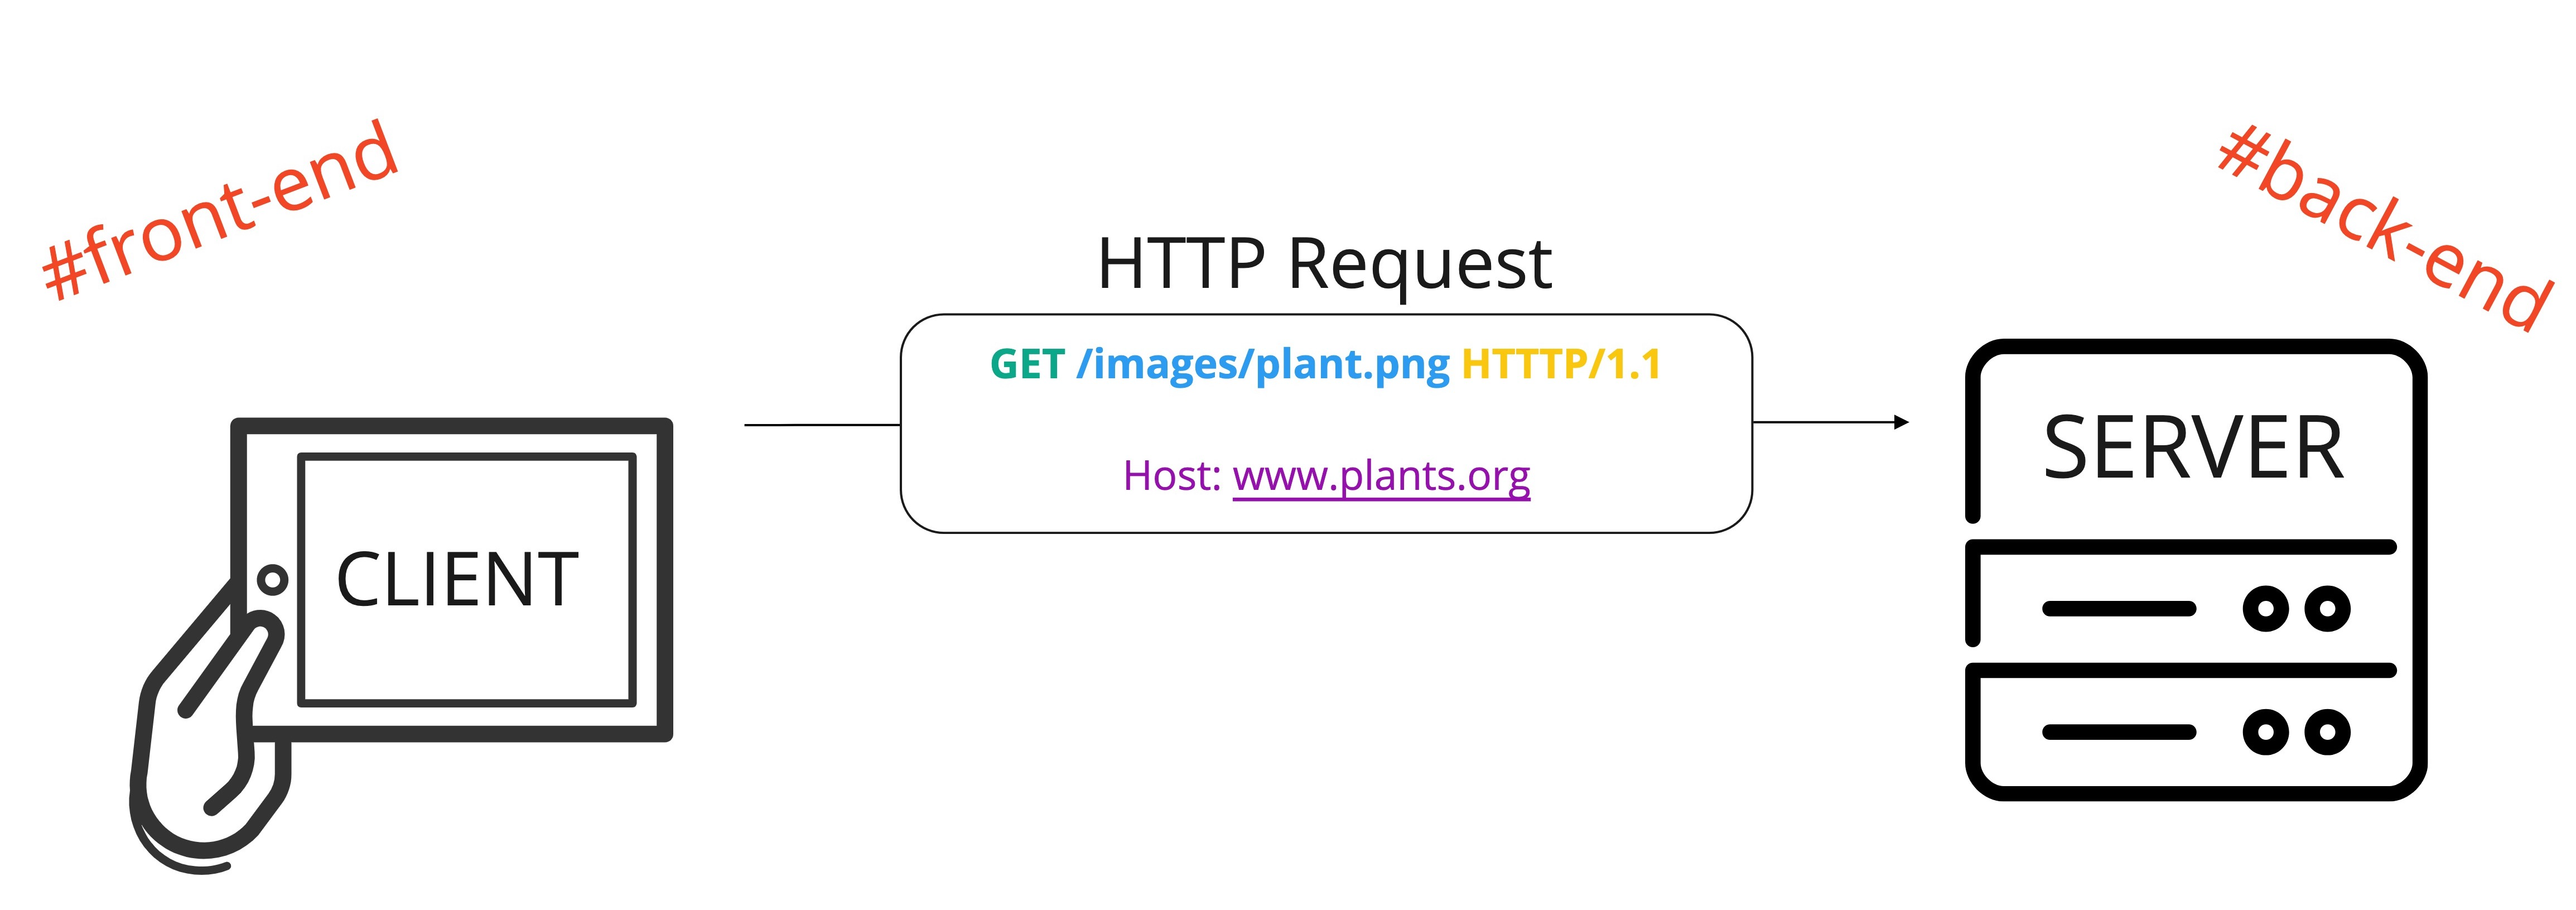 #front-end
#back-end
HTTP Request
GET /images/plant.png HTTTP/1.1
Host: www.plants.org
CLIENT
SERVER